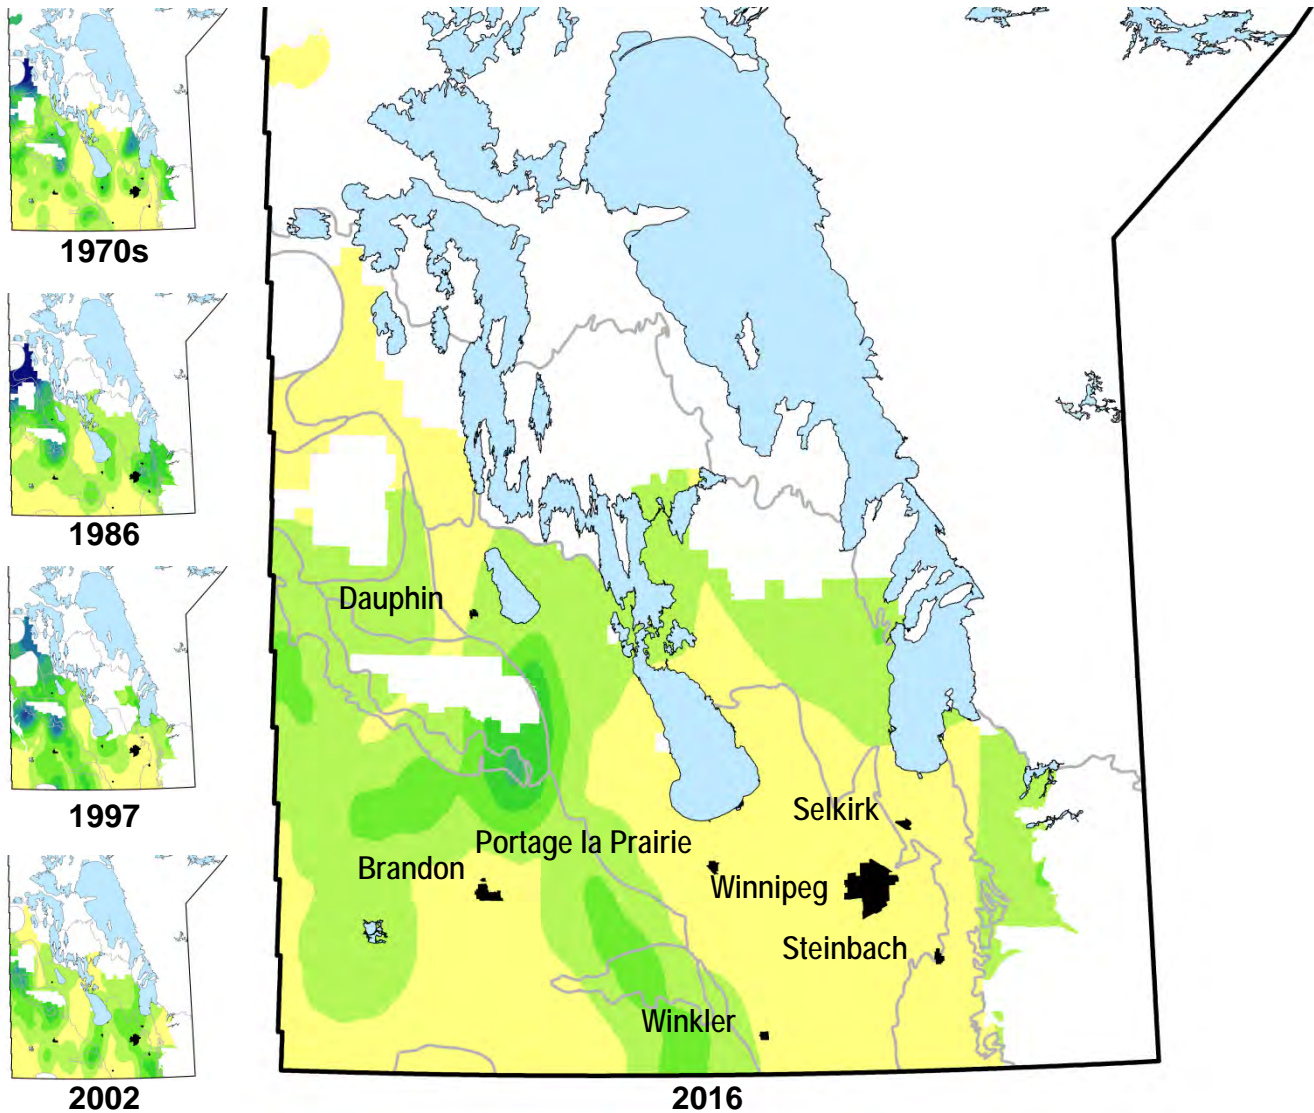 1970s
1986
1997
2002
Dauphin
Selkirk
Portage la Prairie
Brandon
Winnipeg
Steinbach
Winkler
2016